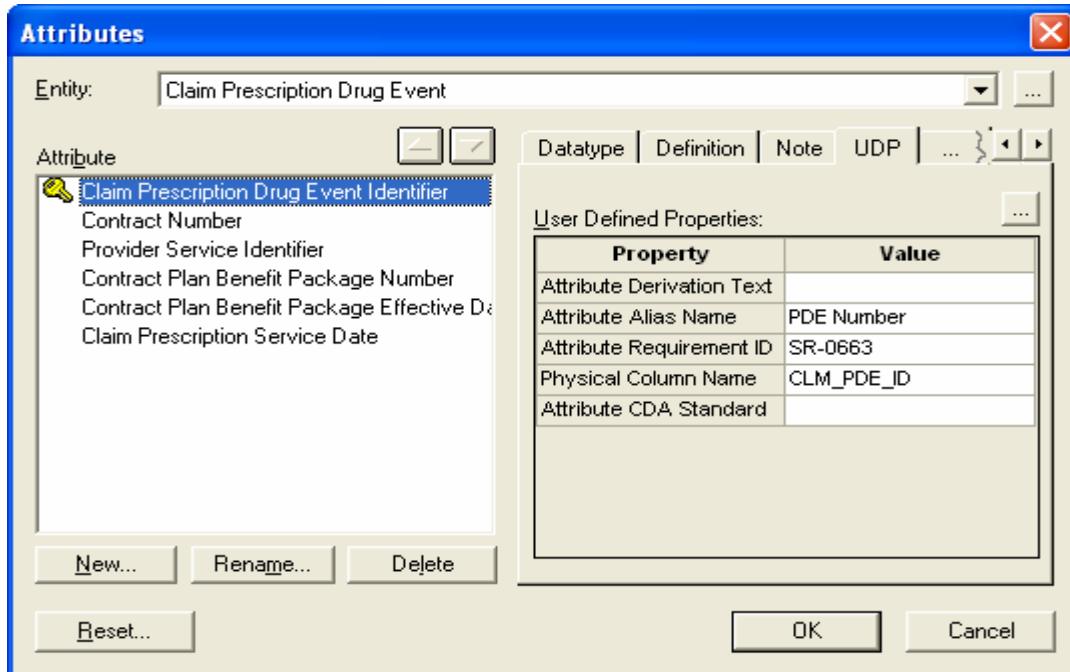 Attributes
Entity: Claim Prescription Drug Event ...
Attribute
Claim Prescription Drug Event Identifier
Contract Number
Provider Service Identifier
Contract Plan Benefit Package Number
Contract Plan Benefit Package Effective Da
Claim Prescription Service Date
New... Rename... Delete
Datatype Definition Note UDP ...
User Defined Properties: ...
Property Value
Attribute Derivation Text
Attribute Alias Name PDE Number
Attribute Requirement ID SR-0663
Physical Column Name CLM_PDE_ID
Attribute CDA Standard
Reset... OK Cancel